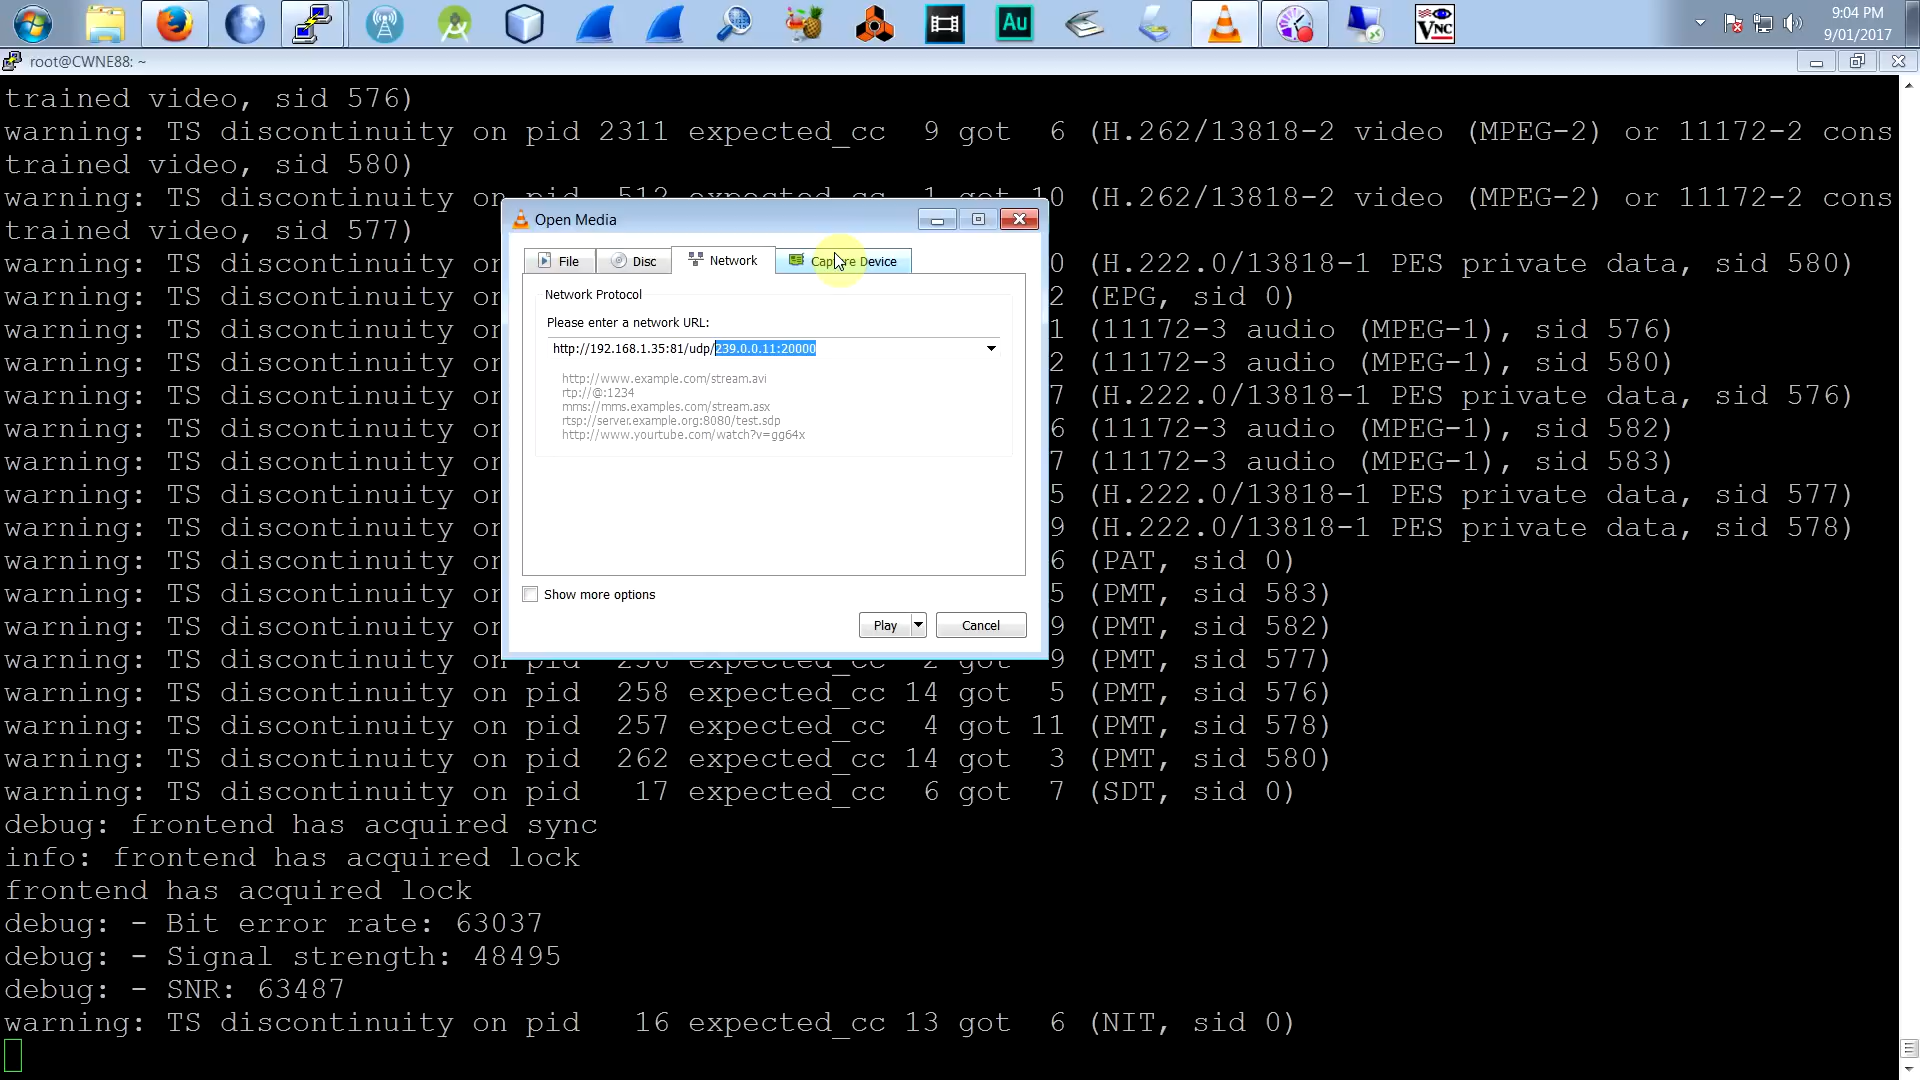 Au
VNC
9:04 PM
9/01/2017
root@CWNE88: ~
trained video, sid 576)
warning: TS discontinuity on pid 2311 expected_cc  9 got  6 (H.262/13818-2 video (MPEG-2) or 11172-2 cons
trained video, sid 580)
warning: TS discontinuity on pid  512 expected_cc  1 got 10 (H.262/13818-2 video (MPEG-2) or 11172-2 cons
trained video, sid 577)
warning: TS discontinuity on 0 (H.222.0/13818-1 PES private data, sid 580)
warning: TS discontinuity on 2 (EPG, sid 0)
warning: TS discontinuity on 1 (11172-3 audio (MPEG-1), sid 576)
warning: TS discontinuity on 2 (11172-3 audio (MPEG-1), sid 580)
warning: TS discontinuity on 7 (H.222.0/13818-1 PES private data, sid 576)
warning: TS discontinuity on 6 (11172-3 audio (MPEG-1), sid 582)
warning: TS discontinuity on 7 (11172-3 audio (MPEG-1), sid 583)
warning: TS discontinuity on 5 (H.222.0/13818-1 PES private data, sid 577)
warning: TS discontinuity on 9 (H.222.0/13818-1 PES private data, sid 578)
warning: TS discontinuity on 6 (PAT, sid 0)
warning: TS discontinuity on 5 (PMT, sid 583)
warning: TS discontinuity on 9 (PMT, sid 582)
warning: TS discontinuity on pid  256 expected_cc  2 got  9 (PMT, sid 577)
warning: TS discontinuity on pid  258 expected_cc 14 got  5 (PMT, sid 576)
warning: TS discontinuity on pid  257 expected_cc  4 got 11 (PMT, sid 578)
warning: TS discontinuity on pid  262 expected_cc 14 got  3 (PMT, sid 580)
warning: TS discontinuity on pid   17 expected_cc  6 got  7 (SDT, sid 0)
debug: frontend has acquired sync
info: frontend has acquired lock
frontend has acquired lock
debug: - Bit error rate: 63037
debug: - Signal strength: 48495
debug: - SNR: 63487
warning: TS discontinuity on pid   16 expected_cc 13 got  6 (NIT, sid 0)
Open Media
File Disc Network Capture Device
Network Protocol
Please enter a network URL:
http://192.168.1.35:81/udp/239.0.0.11:20000
http://www.example.com/stream.avi
rtp://@:1234
mms://mms.examples.com/stream.asx
rtsp://server.example.org:8080/test.sdp
http://www.yourtube.com/watch?v=gg64x
Show more options
Play Cancel